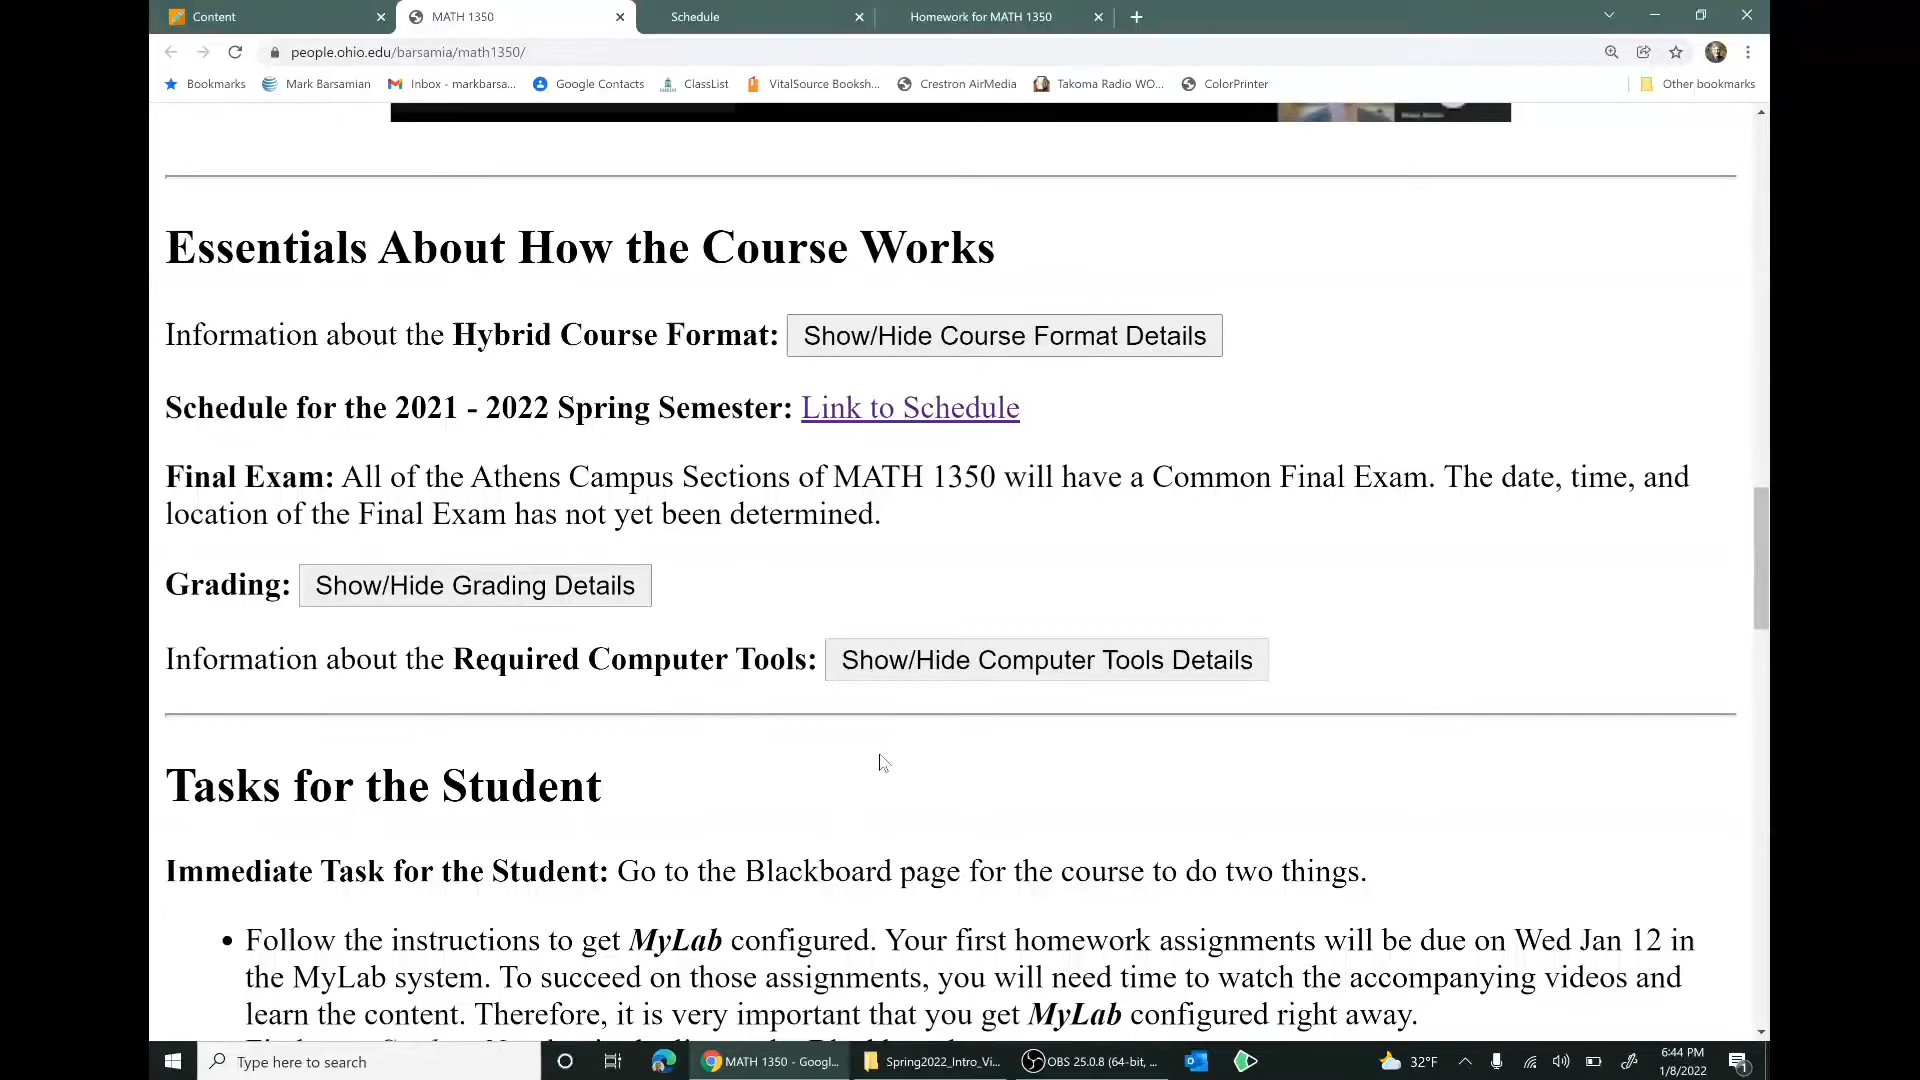 Content
MATH 1350
Schedule
Homework for MATH 1350
people.ohio.edu/barsamia/math1350/
Bookmarks
Mark Barsamian
Inbox - markbarsa...
Google Contacts
ClassList
VitalSource Booksh...
Crestron AirMedia
Takoma Radio WO...
ColorPrinter
Other bookmarks
Essentials About How the Course Works
Information about the Hybrid Course Format: Show/Hide Course Format Details
Schedule for the 2021 - 2022 Spring Semester: Link to Schedule
Final Exam: All of the Athens Campus Sections of MATH 1350 will have a Common Final Exam. The date, time, and
location of the Final Exam has not yet been determined.
Grading: Show/Hide Grading Details
Information about the Required Computer Tools: Show/Hide Computer Tools Details
Tasks for the Student
Immediate Task for the Student: Go to the Blackboard page for the course to do two things.
• Follow the instructions to get MyLab configured. Your first homework assignments will be due on Wed Jan 12 in
the MyLab system. To succeed on those assignments, you will need time to watch the accompanying videos and
learn the content. Therefore, it is very important that you get MyLab configured right away.
Type here to search
MATH 1350 - Googl...
Spring2022_Intro_Vi...
OBS 25.0.8 (64-bit, ...
32°F
6:44 PM
1/8/2022
1